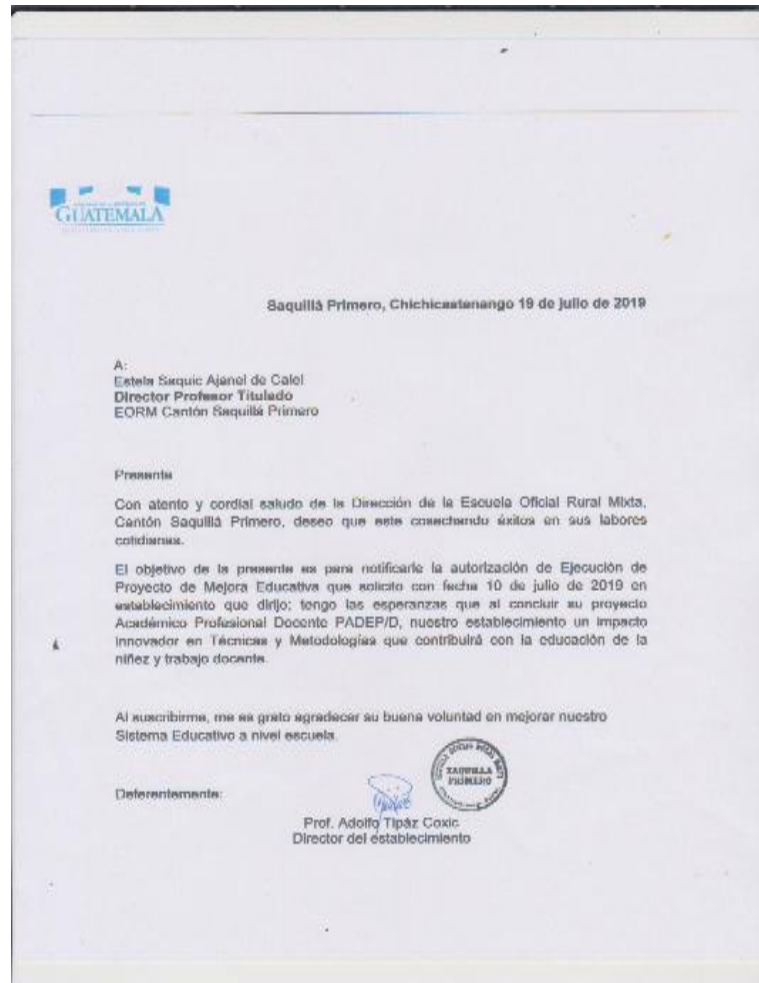 GUATEMALA
Saquillá Primero, Chichicastenango 19 de julio de 2019
A:
Estela Saquic Ajanel de Calel
Director Profesor Titulado
EORM Cantón Saquillá Primero
Presente
Con atento y cordial saludo de la Dirección de la Escuela Oficial Rural Mixta,
Cantón Saquillá Primero, deseo que este cosechando éxitos en sus labores
cotidianas.
El objetivo de la presente es para notificarle la autorización de Ejecución de
Proyecto de Mejora Educativa que solicito con fecha 10 de julio de 2019 en
establecimiento que dirijo; tengo las esperanzas que al concluir su proyecto
Académico Profesional Docente PADEP/D, nuestro establecimiento un impacto
Innovador en Técnicas y Metodologías que contribuirá con la educación de la
niñez y trabajo docente.
Al suscribirme, me es grato agradecer su buena voluntad en mejorar nuestro
Sistema Educativo a nivel escuela.
XAQUILLA
PRIMERO
Deferentemente:
Prof. Adolfo Tipáz Coxic
Director del establecimiento